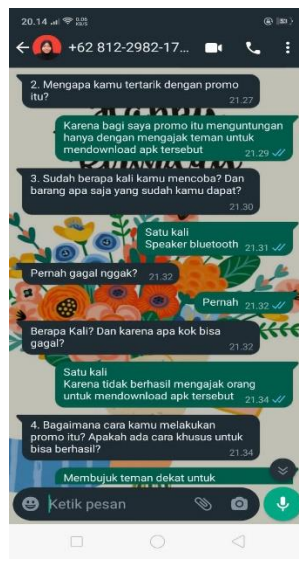 20.14
+62 812-2982-17...
2. Mengapa kamu tertarik dengan promo
itu?
21.27
Karena bagi saya promo itu menguntungan
hanya dengan mengajak teman untuk
mendownload apk tersebut
21.29
3. Sudah berapa kali kamu mencoba? Dan
barang apa saja yang sudah kamu dapat?
21.30
Satu kali
Speaker bluetooth 21.31
Pernah gagal nggak? 21.32
Pernah 21.32
Berapa Kali? Dan karena apa kok bisa
gagal?
21.32
Satu kali
Karena tidak berhasil mengajak orang
untuk mendownload apk tersebut 21.34
4. Bagaimana cara kamu melakukan
promo itu? Apakah ada cara khusus untuk
bisa berhasil?
21.34
Membujuk teman dekat untuk
Ketik pesan